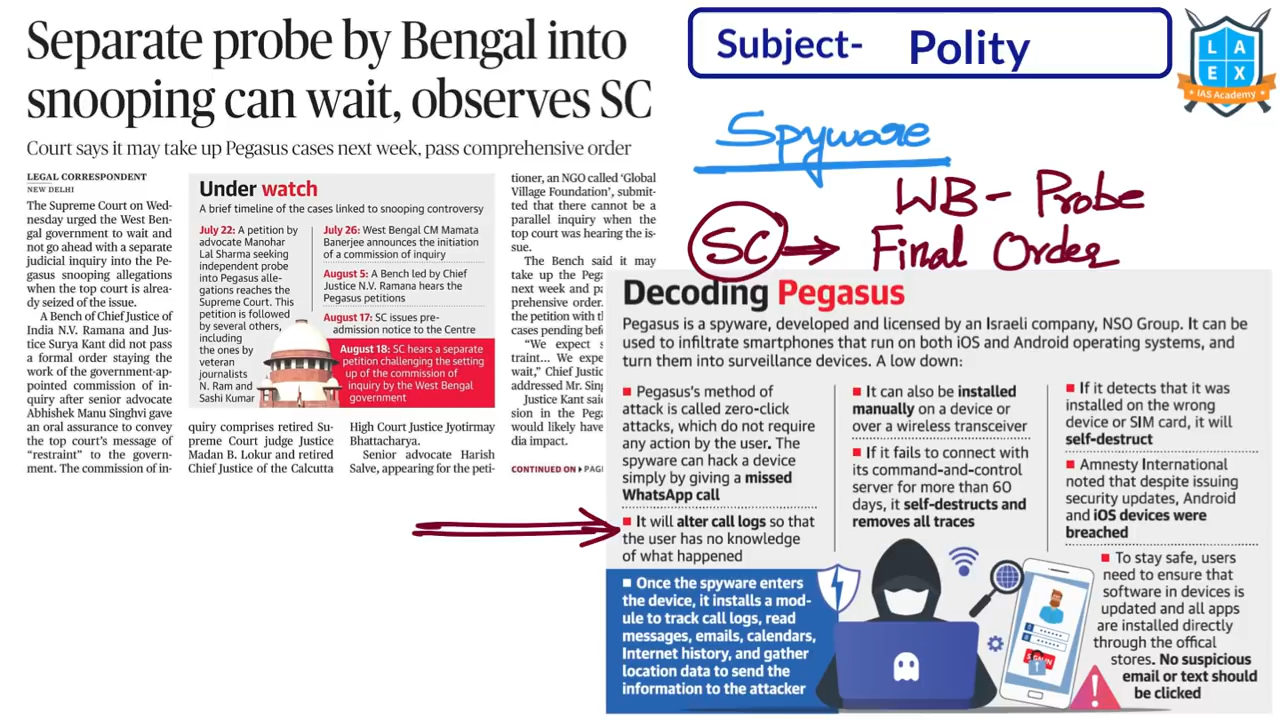 Separate probe by Bengal into
snooping can wait, observes SC
Court says it may take up Pegasus cases next week, pass comprehensive order
LEGAL CORRESPONDENT
NEW DELHI
The Supreme Court on Wed-
nesday urged the West Ben-
gal government to wait and
not go ahead with a separate
judicial inquiry into the Pe-
gasus snooping allegations
when the top court is alrea-
dy seized of the issue.
A Bench of Chief Justice of
India N.V. Ramana and Jus-
tice Surya Kant did not pass
a formal order staying the
work of the government-ap-
pointed commission of in-
quiry after senior advocate
Abhishek Manu Singhvi gave
an oral assurance to convey
the top court's message of
"restraint" to the govern-
ment. The commission of in-
Under watch
A brief timeline of the cases linked to snooping controversy
July 22: A petition by
advocate Manohar
Lal Sharma seeking
independent probe
into Pegasus alle-
gations reaches the
Supreme Court. This
petition is followed
by several others,
including
the ones by
veteran
journalists
N. Ram and
Sashi Kumar
July 26: West Bengal CM Mamata
Banerjee announces the initiation
of a commission of inquiry
August 5: A Bench led by Chief
Justice N.V. Ramana hears the
Pegasus petitions
August 17: SC issues pre-
admission notice to the Centre
August 18: SC hears a separate
petition challenging the setting
up of the commission of
inquiry by the West Bengal
government
quiry comprises retired Su-
preme Court judge Justice
Madan B. Lokur and retired
Chief Justice of the Calcutta
High Court Justice Jyotirmay
Bhattacharya.
Senior advocate Harish
Salve, appearing for the peti-
tioner, an NGO called 'Global
Village Foundation', submit-
ted that there cannot be a
parallel inquiry when the
top court was hearing the is-
sue.
The Bench said it may
take up the Peg
next week and pa
prehensive order.
the petition with t
cases pending bef
"We expect s
traint... We expe
wait," Chief Justic
addressed Mr. Sing
Justice Kant sai
sion in the Peg
would likely have
dia impact.
CONTINUED ON PAG
Subject- Polity
L A
E X
IAS Academy
Spyware
WB - Probe
SC → Final Order
Decoding Pegasus
Pegasus is a spyware, developed and licensed by an Israeli company, NSO Group. It can be
used to infiltrate smartphones that run on both iOS and Android operating systems, and
turn them into surveillance devices. A low down:
Pegasus's method of
attack is called zero-click
attacks, which do not require
any action by the user. The
spyware can hack a device
simply by giving a missed
WhatsApp call
It will alter call logs so that
the user has no knowledge
of what happened
Once the spyware enters
the device, it installs a mod-
ule to track call logs, read
messages, emails, calendars,
Internet history, and gather
location data to send the
information to the attacker
It can also be installed
manually on a device or
over a wireless transceiver
If it fails to connect with
its command-and-control
server for more than 60
days, it self-destructs and
removes all traces
If it detects that it was
installed on the wrong
device or SIM card, it will
self-destruct
Amnesty International
noted that despite issuing
security updates, Android
and iOS devices were
breached
To stay safe, users
need to ensure that
software in devices is
updated and all apps
are installed directly
through the offical
stores. No suspicious
email or text should
be clicked